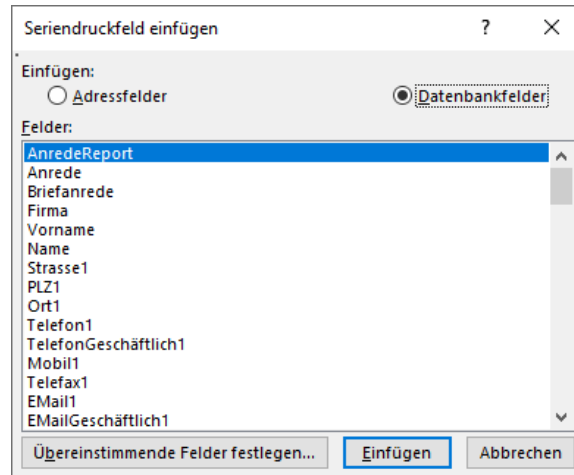 Seriendruckfeld einfügen ?
Einfügen:
Adressfelder Datenbankfelder
Felder:
AnredeReport
Anrede
Briefanrede
Firma
Vorname
Name
Strasse1
PLZ1
Ort1
Telefon1
TelefonGeschäftlich1
Mobil1
Telefax1
EMail1
EMailGeschäftlich1
Übereinstimmende Felder festlegen... Einfügen Abbrechen